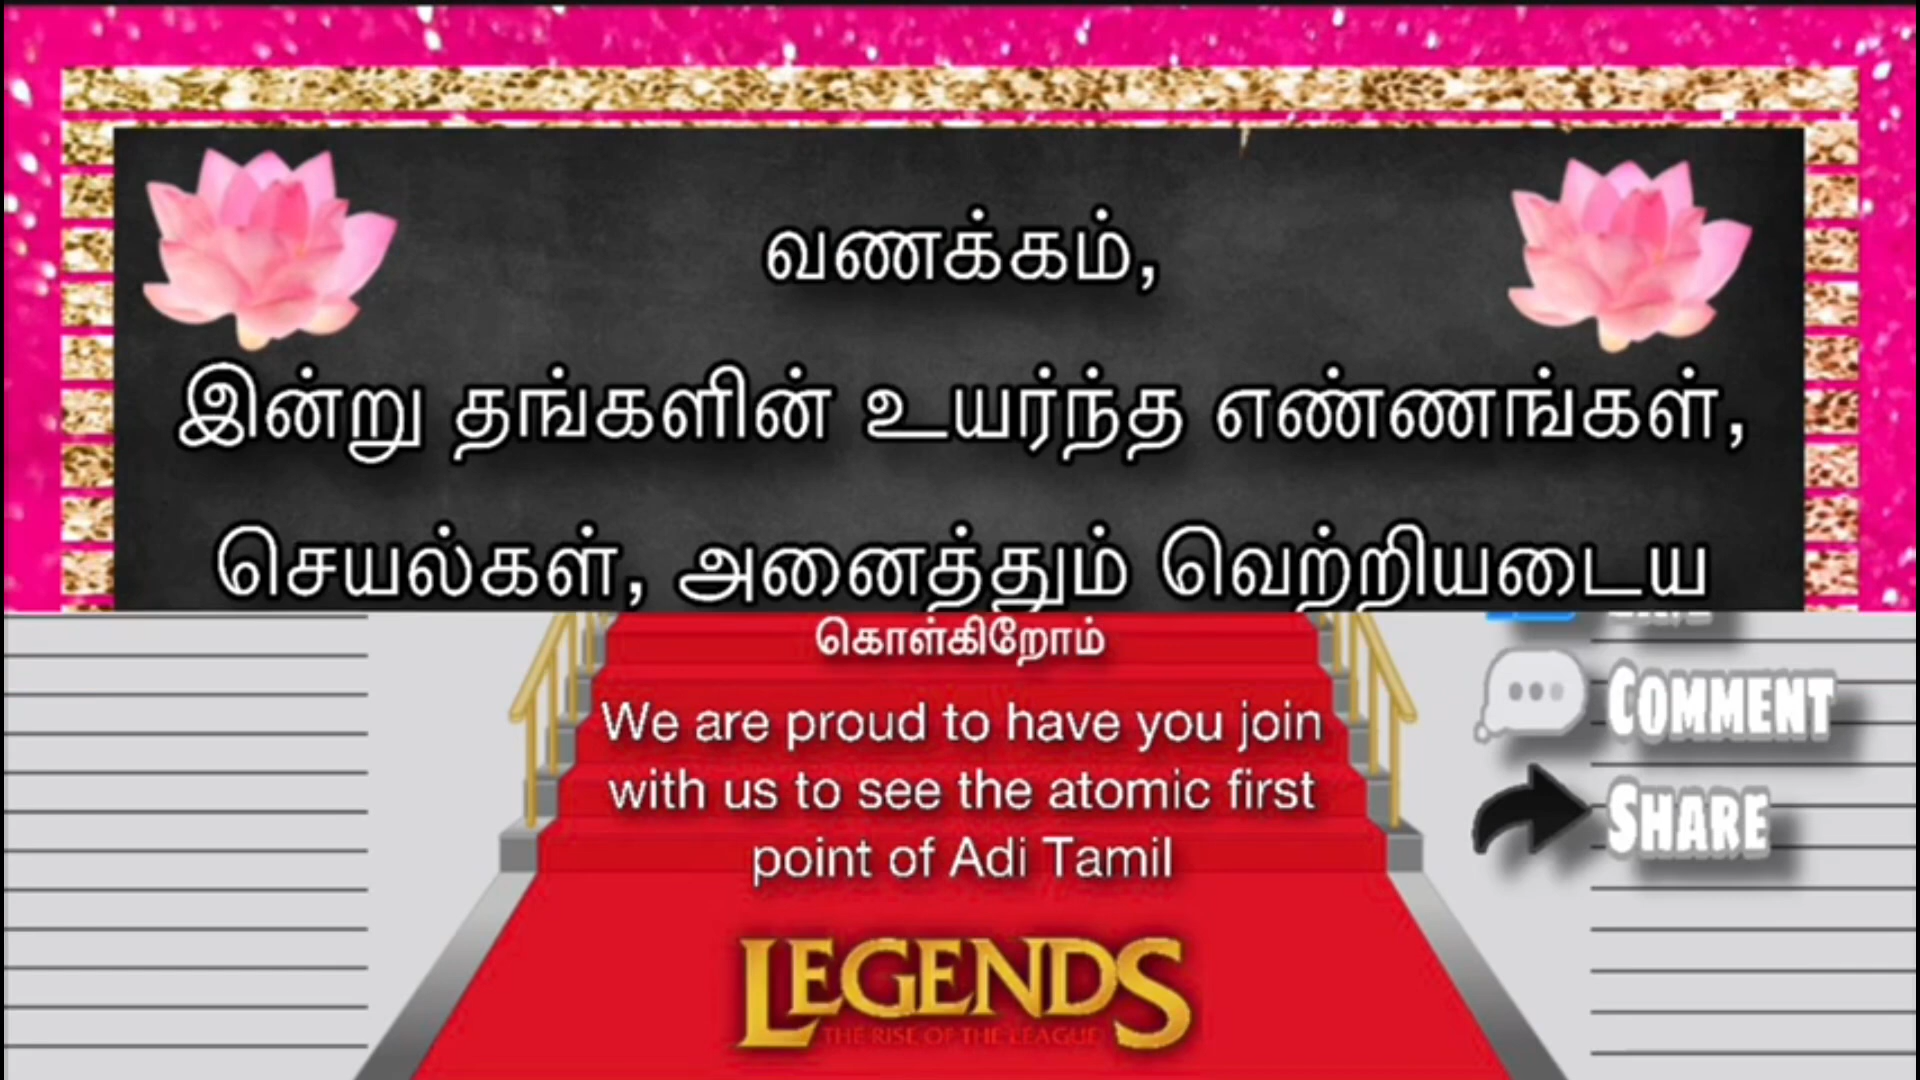 வணக்கம்,
இன்று தங்களின் உயர்ந்த எண்ணங்கள்,
செயல்கள், அனைத்தும் வெற்றியடைய
கொள்கிறோம்
We are proud to have you join
with us to see the atomic first
point of Adi Tamil
COMMENT
SHARE
LEGENDS
THE RISE OF THE LEAGUE